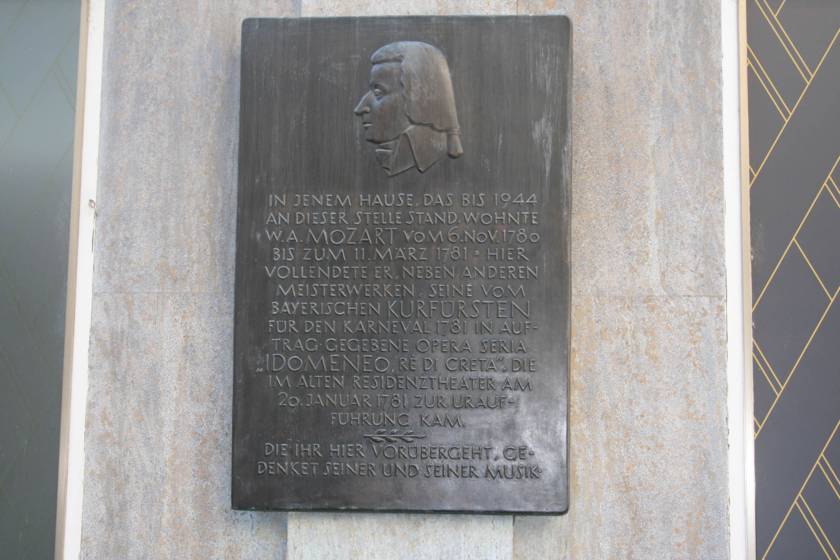 IN JENEM HAUSE, DAS BIS 1944
AN DIESER STELLE STAND, WOHNTE
W. A. MOZART VOM 6. NOV. 1780
BIS ZUM 11. MÄRZ 1781 · HIER
VOLLENDETE ER, NEBEN ANDEREN
MEISTERWERKEN, SEINE VOM
BAYERISCHEN KURFÜRSTEN
FÜR DEN KARNEVAL 1781 IN AUF-
TRAG GEGEBENE OPERA SERIA
„IDOMENEO, RÈ DI CRETA", DIE
IM ALTEN RESIDENZTHEATER AM
29. JANUAR 1781 ZUR URAUF-
FÜHRUNG KAM.
DIE IHR HIER VORÜBERGEHT, GE-
DENKET SEINER UND SEINER MUSIK·